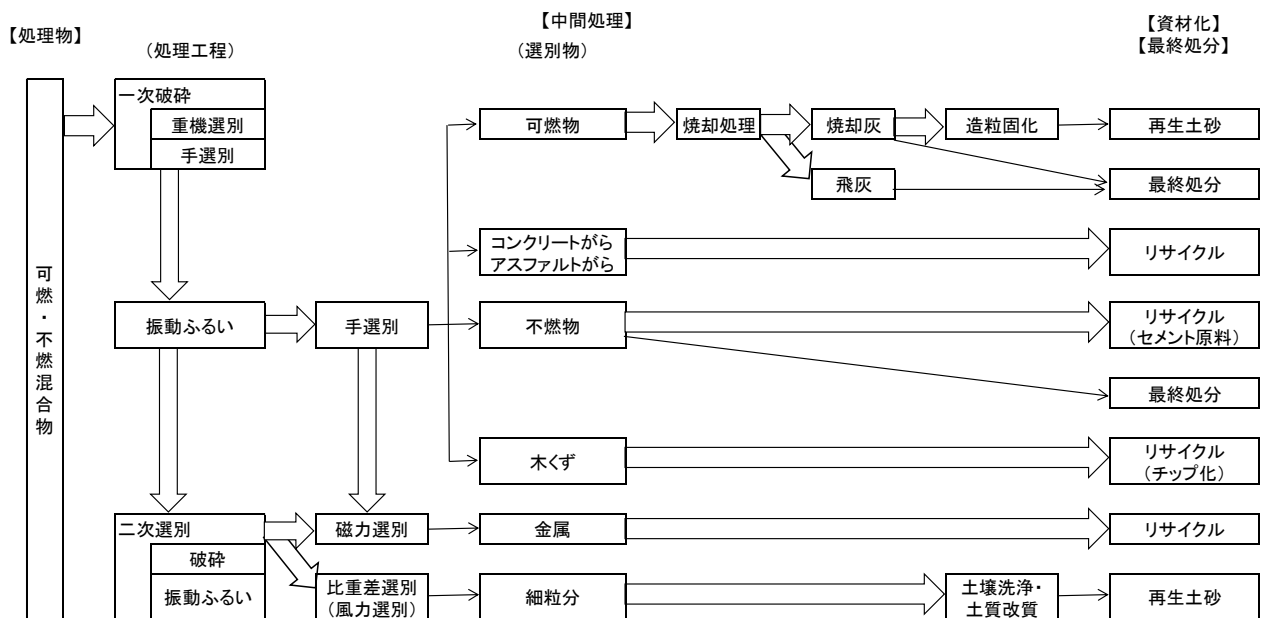 【中間処理】
【資材化】
【処理物】
【最終処分】
（処理工程）
（選別物）
一次破砕
重機選別
手選別
可燃物
焼却処理
焼却灰
造粒固化
再生土砂
飛灰
最終処分
コンクリートがら
アスファルトがら
リサイクル
可燃・不燃混合物
振動ふるい
手選別
不燃物
リサイクル
（セメント原料）
最終処分
木くず
リサイクル
（チップ化）
二次選別
磁力選別
金属
リサイクル
破砕
振動ふるい
比重差選別
（風力選別）
細粒分
土壌洗浄・
土質改質
再生土砂